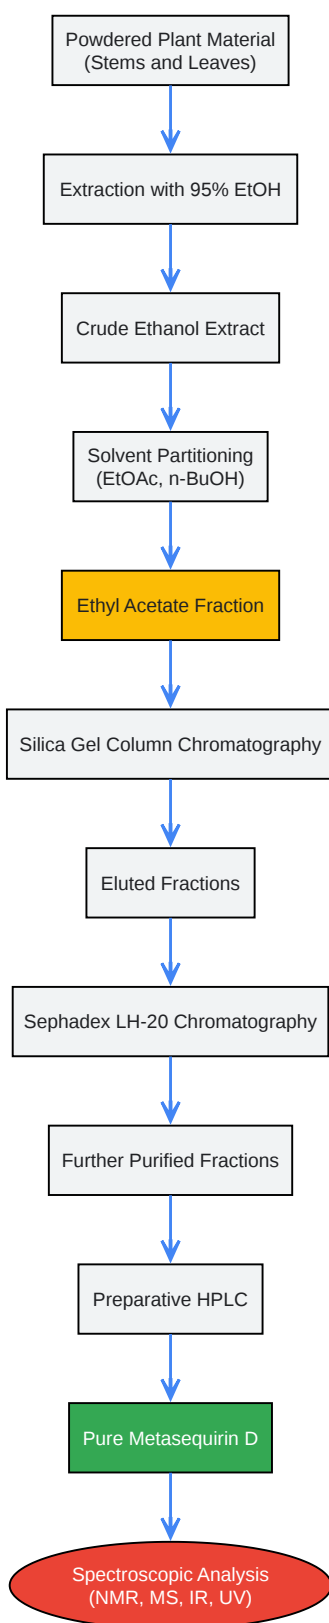 Powdered Plant Material
(Stems and Leaves)
Extraction with 95% EtOH
Crude Ethanol Extract
Solvent Partitioning
(EtOAc, n-BuOH)
Ethyl Acetate Fraction
Silica Gel Column Chromatography
Eluted Fractions
Sephadex LH-20 Chromatography
Further Purified Fractions
Preparative HPLC
Pure Metasequirin D
Spectroscopic Analysis
(NMR, MS, IR, UV)